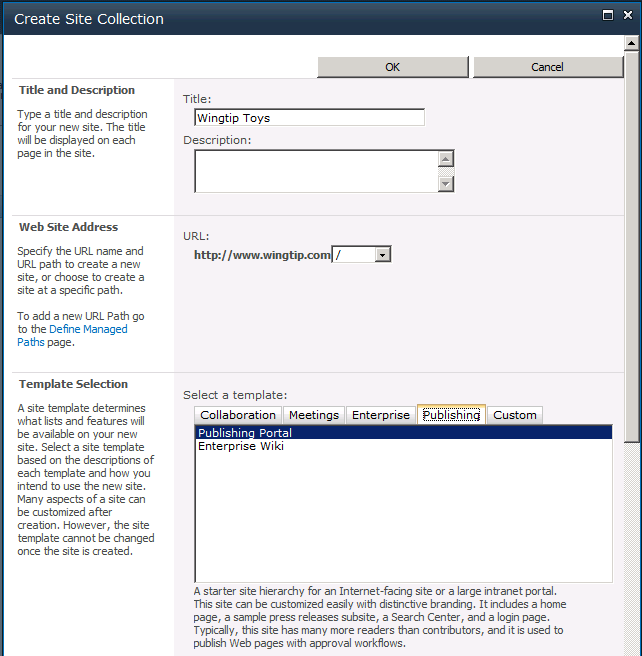 Create Site Collection
OK
Cancel
Title and Description
Type a title and description
for your new site. The title
will be displayed on each
page in the site.
Title:
Wingtip Toys
Description:
Web Site Address
Specify the URL name and
URL path to create a new
site, or choose to create a
site at a specific path.
To add a new URL Path go
to the Define Managed
Paths page.
URL:
http://www.wingtip.com /
Template Selection
A site template determines
what lists and features will
be available on your new
site. Select a site template
based on the descriptions of
each template and how you
intend to use the new site.
Many aspects of a site can
be customized after
creation. However, the site
template cannot be changed
once the site is created.
Select a template:
Collaboration Meetings Enterprise Publishing Custom
Publishing Portal
Enterprise Wiki
A starter site hierarchy for an Internet-facing site or a large intranet portal.
This site can be customized easily with distinctive branding. It includes a home
page, a sample press releases subsite, a Search Center, and a login page.
Typically, this site has many more readers than contributors, and it is used to
publish Web pages with approval workflows.